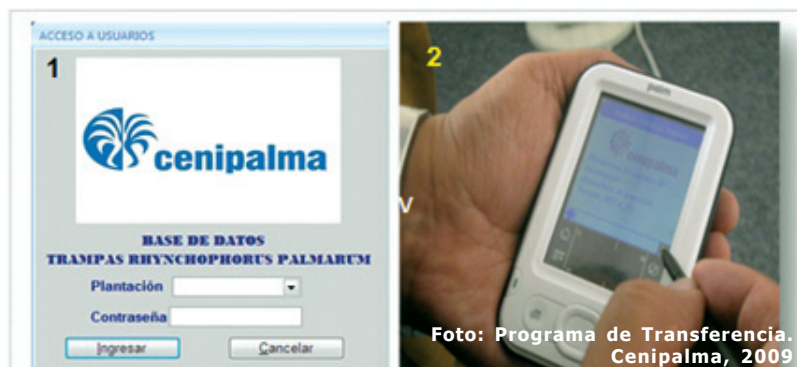 ACCESO A USUARIOS
1
cenipalma
BASE DE DATOS
TRAMPAS RHYNCHOPHORUS PALMARUM
Plantación
Contraseña
Ingresar Cancelar
2
palm
cenipalma
V
Foto: Programa de Transferencia.
Cenipalma, 2009